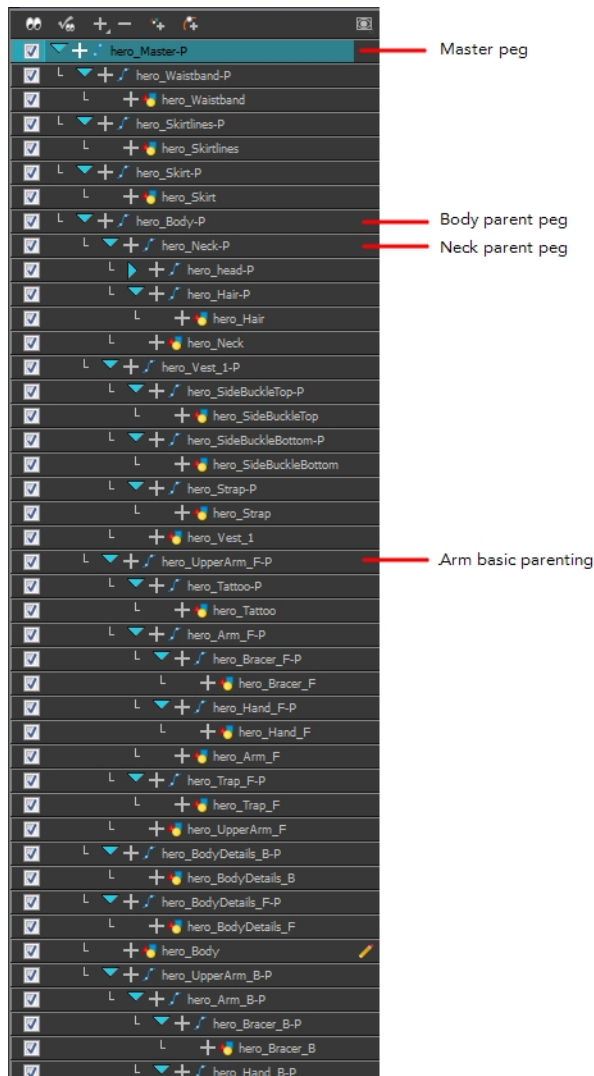 hero_Master-P Master peg
hero_Waistband-P
hero_Waistband
hero_Skirtlines-P
hero_Skirtlines
hero_Skirt-P
hero_Skirt
hero_Body-P Body parent peg
hero_Neck-P Neck parent peg
hero_head-P
hero_Hair-P
hero_Hair
hero_Neck
hero_Vest_1-P
hero_SideBuckleTop-P
hero_SideBuckleTop
hero_SideBuckleBottom-P
hero_SideBuckleBottom
hero_Strap-P
hero_Strap
hero_Vest_1
hero_UpperArm_F-P Arm basic parenting
hero_Tattoo-P
hero_Tattoo
hero_Arm_F-P
hero_Bracer_F-P
hero_Bracer_F
hero_Hand_F-P
hero_Hand_F
hero_Arm_F
hero_Trap_F-P
hero_Trap_F
hero_UpperArm_F
hero_BodyDetails_B-P
hero_BodyDetails_B
hero_BodyDetails_F-P
hero_BodyDetails_F
hero_Body
hero_UpperArm_B-P
hero_Arm_B-P
hero_Bracer_B-P
hero_Bracer_B
hero_Hand_B-P